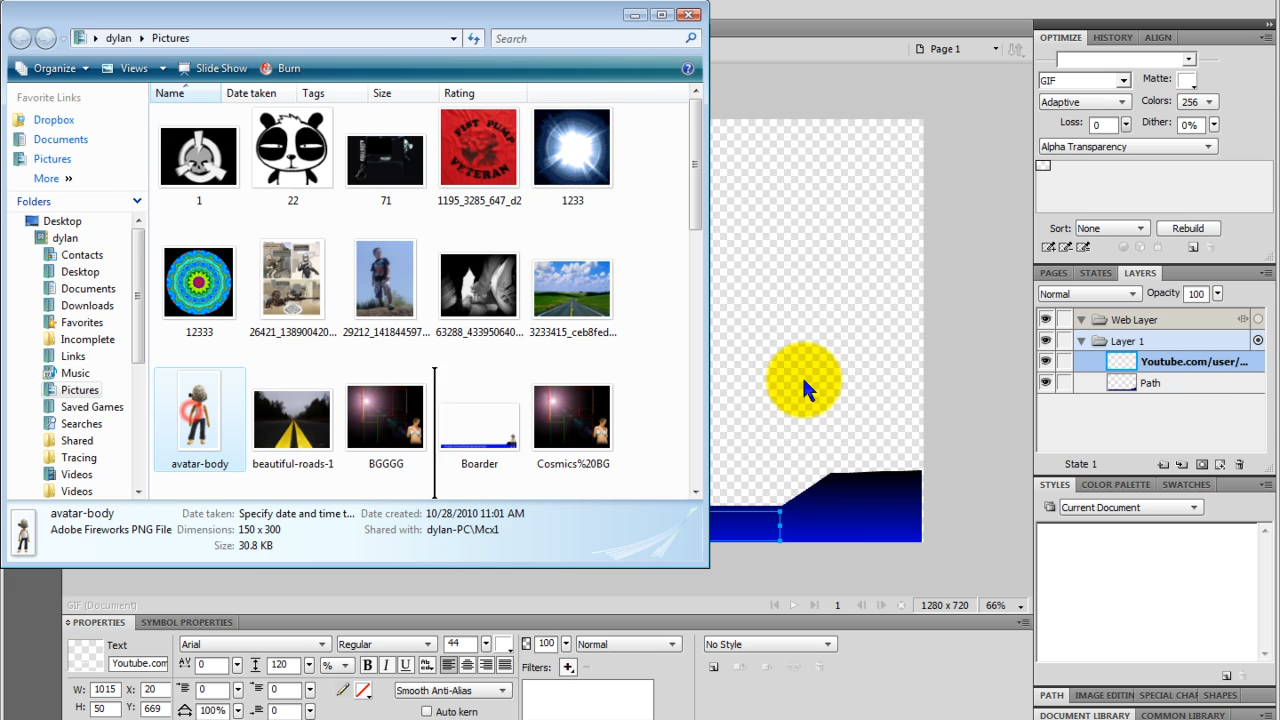 dylan
Pictures
Search
Organize
Views
Slide Show
Burn
Favorite Links
Dropbox
Documents
Pictures
More »
Folders
Desktop
dylan
Contacts
Desktop
Documents
Downloads
Favorites
Incomplete
Links
Music
Pictures
Saved Games
Searches
Shared
Tracing
Videos
Videos
Name
Date taken
Tags
Size
Rating
FIST PUMP
VETERAN
1
22
71
1195_3285_647_d2
1233
12333
26421_138900420...
29212_141844597...
63288_433950640...
3233415_ceb8fed...
avatar-body
beautiful-roads-1
BGGGG
Boarder
Cosmics%20BG
avatar-body
Adobe Fireworks PNG File
Date taken: Specify date and time t...
Dimensions: 150 x 300
Size: 30.8 KB
Date created: 10/28/2010 11:01 AM
Shared with: dylan-PC\Mcx1
Page 1
OPTIMIZE HISTORY ALIGN
GIF
Matte:
Adaptive
Colors: 256
Loss: 0
Dither: 0%
Alpha Transparency
Sort: None
Rebuild
PAGES STATES LAYERS
Normal
Opacity 100
Web Layer
Layer 1
Youtube.com/user/...
Path
State 1
STYLES COLOR PALETTE SWATCHES
Current Document
PATH IMAGE EDITIN SPECIAL CHAI SHAPES
DOCUMENT LIBRARY COMMON LIBRARY
GIF (Document)
1
1280 x 720
66%
PROPERTIES SYMBOL PROPERTIES
Text
Youtube.com
Arial
Regular
44
100
Normal
No Style
0
120
%
B I U
Filters:
W: 1015 X: 20
H: 50 Y: 669
0
0
100%
0
Smooth Anti-Alias
Auto kern